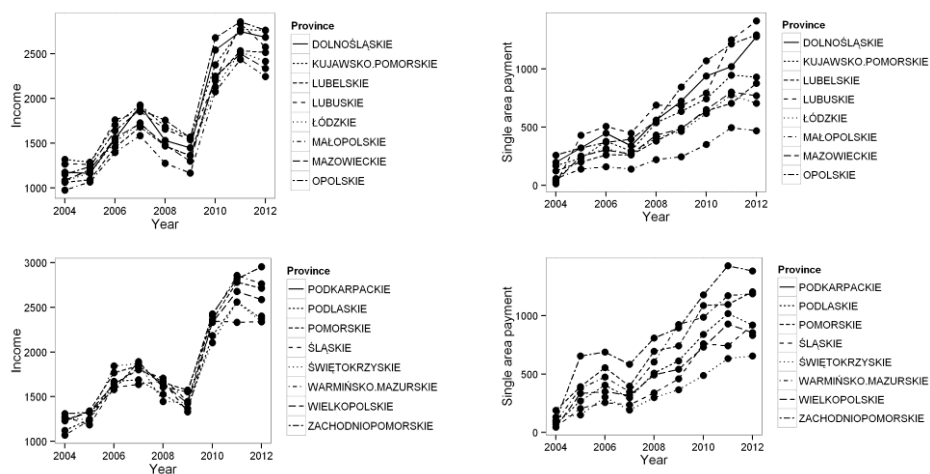 Income
2500
2000
1500
1000
2004 2006 2008 2010 2012
Year
Province
DOLNOŚLĄSKIE
KUJAWSKO.POMORSKIE
LUBELSKIE
LUBUSKIE
ŁÓDZKIE
MAŁOPOLSKIE
MAZOWIECKIE
OPOLSKIE
Single area payment
1000
500
0
2004 2006 2008 2010 2012
Year
Province
DOLNOŚLĄSKIE
KUJAWSKO.POMORSKIE
LUBELSKIE
LUBUSKIE
ŁÓDZKIE
MAŁOPOLSKIE
MAZOWIECKIE
OPOLSKIE
Income
3000
2500
2000
1500
1000
2004 2006 2008 2010 2012
Year
Province
PODKARPACKIE
PODLASKIE
POMORSKIE
ŚLĄSKIE
ŚWIĘTOKRZYSKIE
WARMIŃSKO.MAZURSKIE
WIELKOPOLSKIE
ZACHODNIOPOMORSKIE
Single area payment
1000
500
0
2004 2006 2008 2010 2012
Year
Province
PODKARPACKIE
PODLASKIE
POMORSKIE
ŚLĄSKIE
ŚWIĘTOKRZYSKIE
WARMIŃSKO.MAZURSKIE
WIELKOPOLSKIE
ZACHODNIOPOMORSKIE